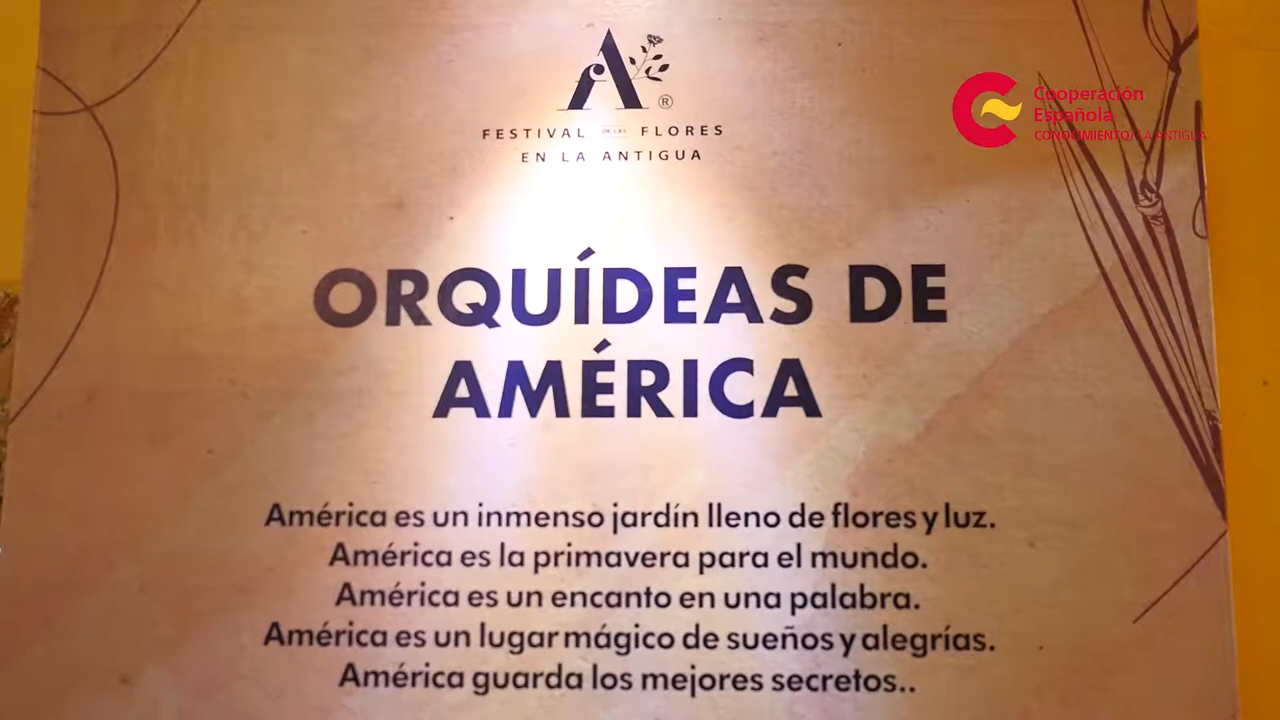 FESTIVAL DE LAS FLORES
EN LA ANTIGUA
Cooperación
Española
CONOCIMIENTO/LA ANTIGUA
ORQUÍDEAS DE
AMÉRICA
América es un inmenso jardín lleno de flores y luz.
América es la primavera para el mundo.
América es un encanto en una palabra.
América es un lugar mágico de sueños y alegrías.
América guarda los mejores secretos..